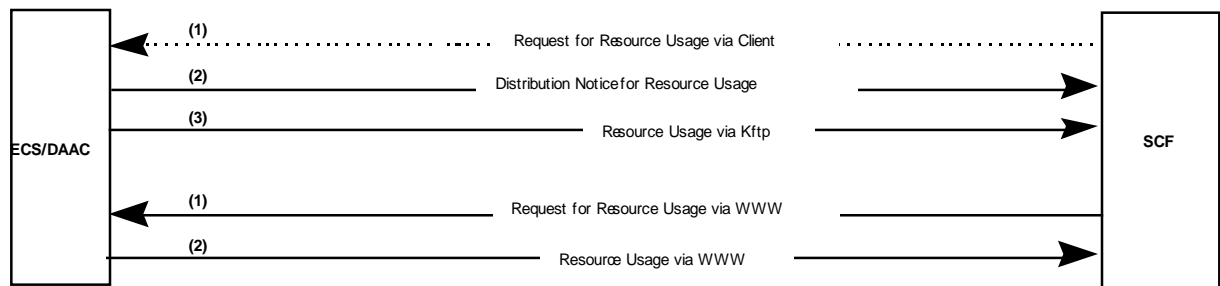 (1)
Request for Resource Usage via Client
(2)
Distribution Notice for Resource Usage
(3)
Resource Usage via Kftp
ECS/DAAC
SCF
(1)
Request for Resource Usage via WWW
(2)
Resource Usage via WWW